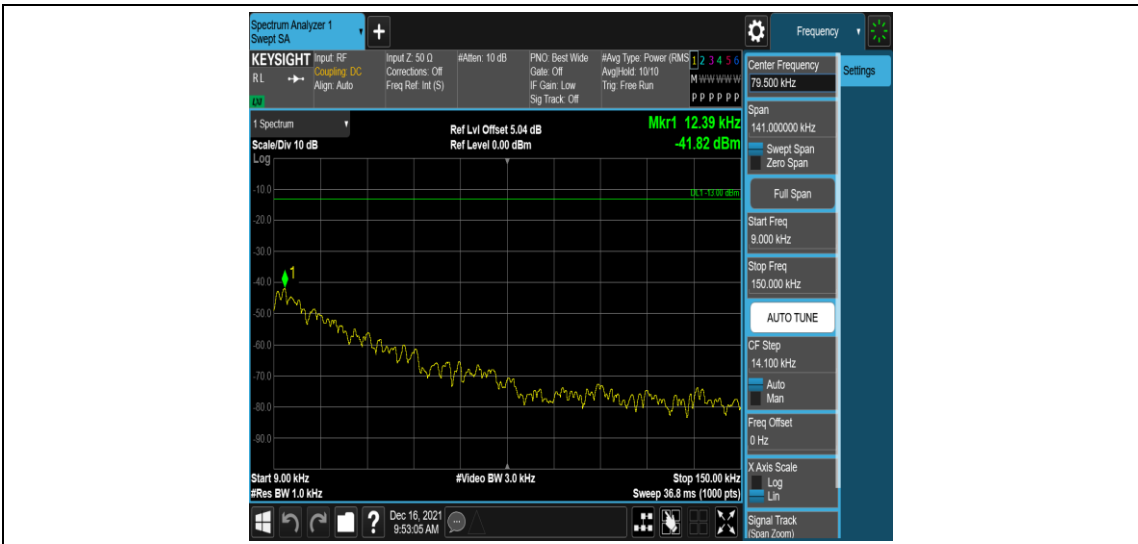 Spectrum Analyzer 1
Swept SA
Frequency
KEYSIGHT
Input: RF
Input Z: 50 Ω
#Atten: 10 dB
PNO: Best Wide
#Avg Type: Power (RMS
1 2 3 4 5 6
R L
Coupling: DC
Corrections: Off
Gate: Off
Avg|Hold: 10/10
M W W W W W
Align: Auto
Freq Ref: Int (S)
IF Gain: Low
Trig: Free Run
Sig Track: Off
P P P P P P
LXI
Center Frequency
79.500 kHz
Settings
Span
141.000000 kHz
Swept Span
Zero Span
Full Span
Start Freq
9.000 kHz
Stop Freq
150.000 kHz
AUTO TUNE
CF Step
14.100 kHz
Auto
Man
Freq Offset
0 Hz
X Axis Scale
Log
Lin
Signal Track
(Span Zoom)
1 Spectrum
Ref Lvl Offset 5.04 dB
Mkr1 12.39 kHz
Scale/Div 10 dB
Ref Level 0.00 dBm
-41.82 dBm
Log
DL1 -13.00 dBm
-10.0
-20.0
-30.0
-40.0
1
-50.0
-60.0
-70.0
-80.0
-90.0
Start 9.00 kHz
#Video BW 3.0 kHz
Stop 150.00 kHz
#Res BW 1.0 kHz
Sweep 36.8 ms (1000 pts)
?
Dec 16, 2021
9:53:05 AM